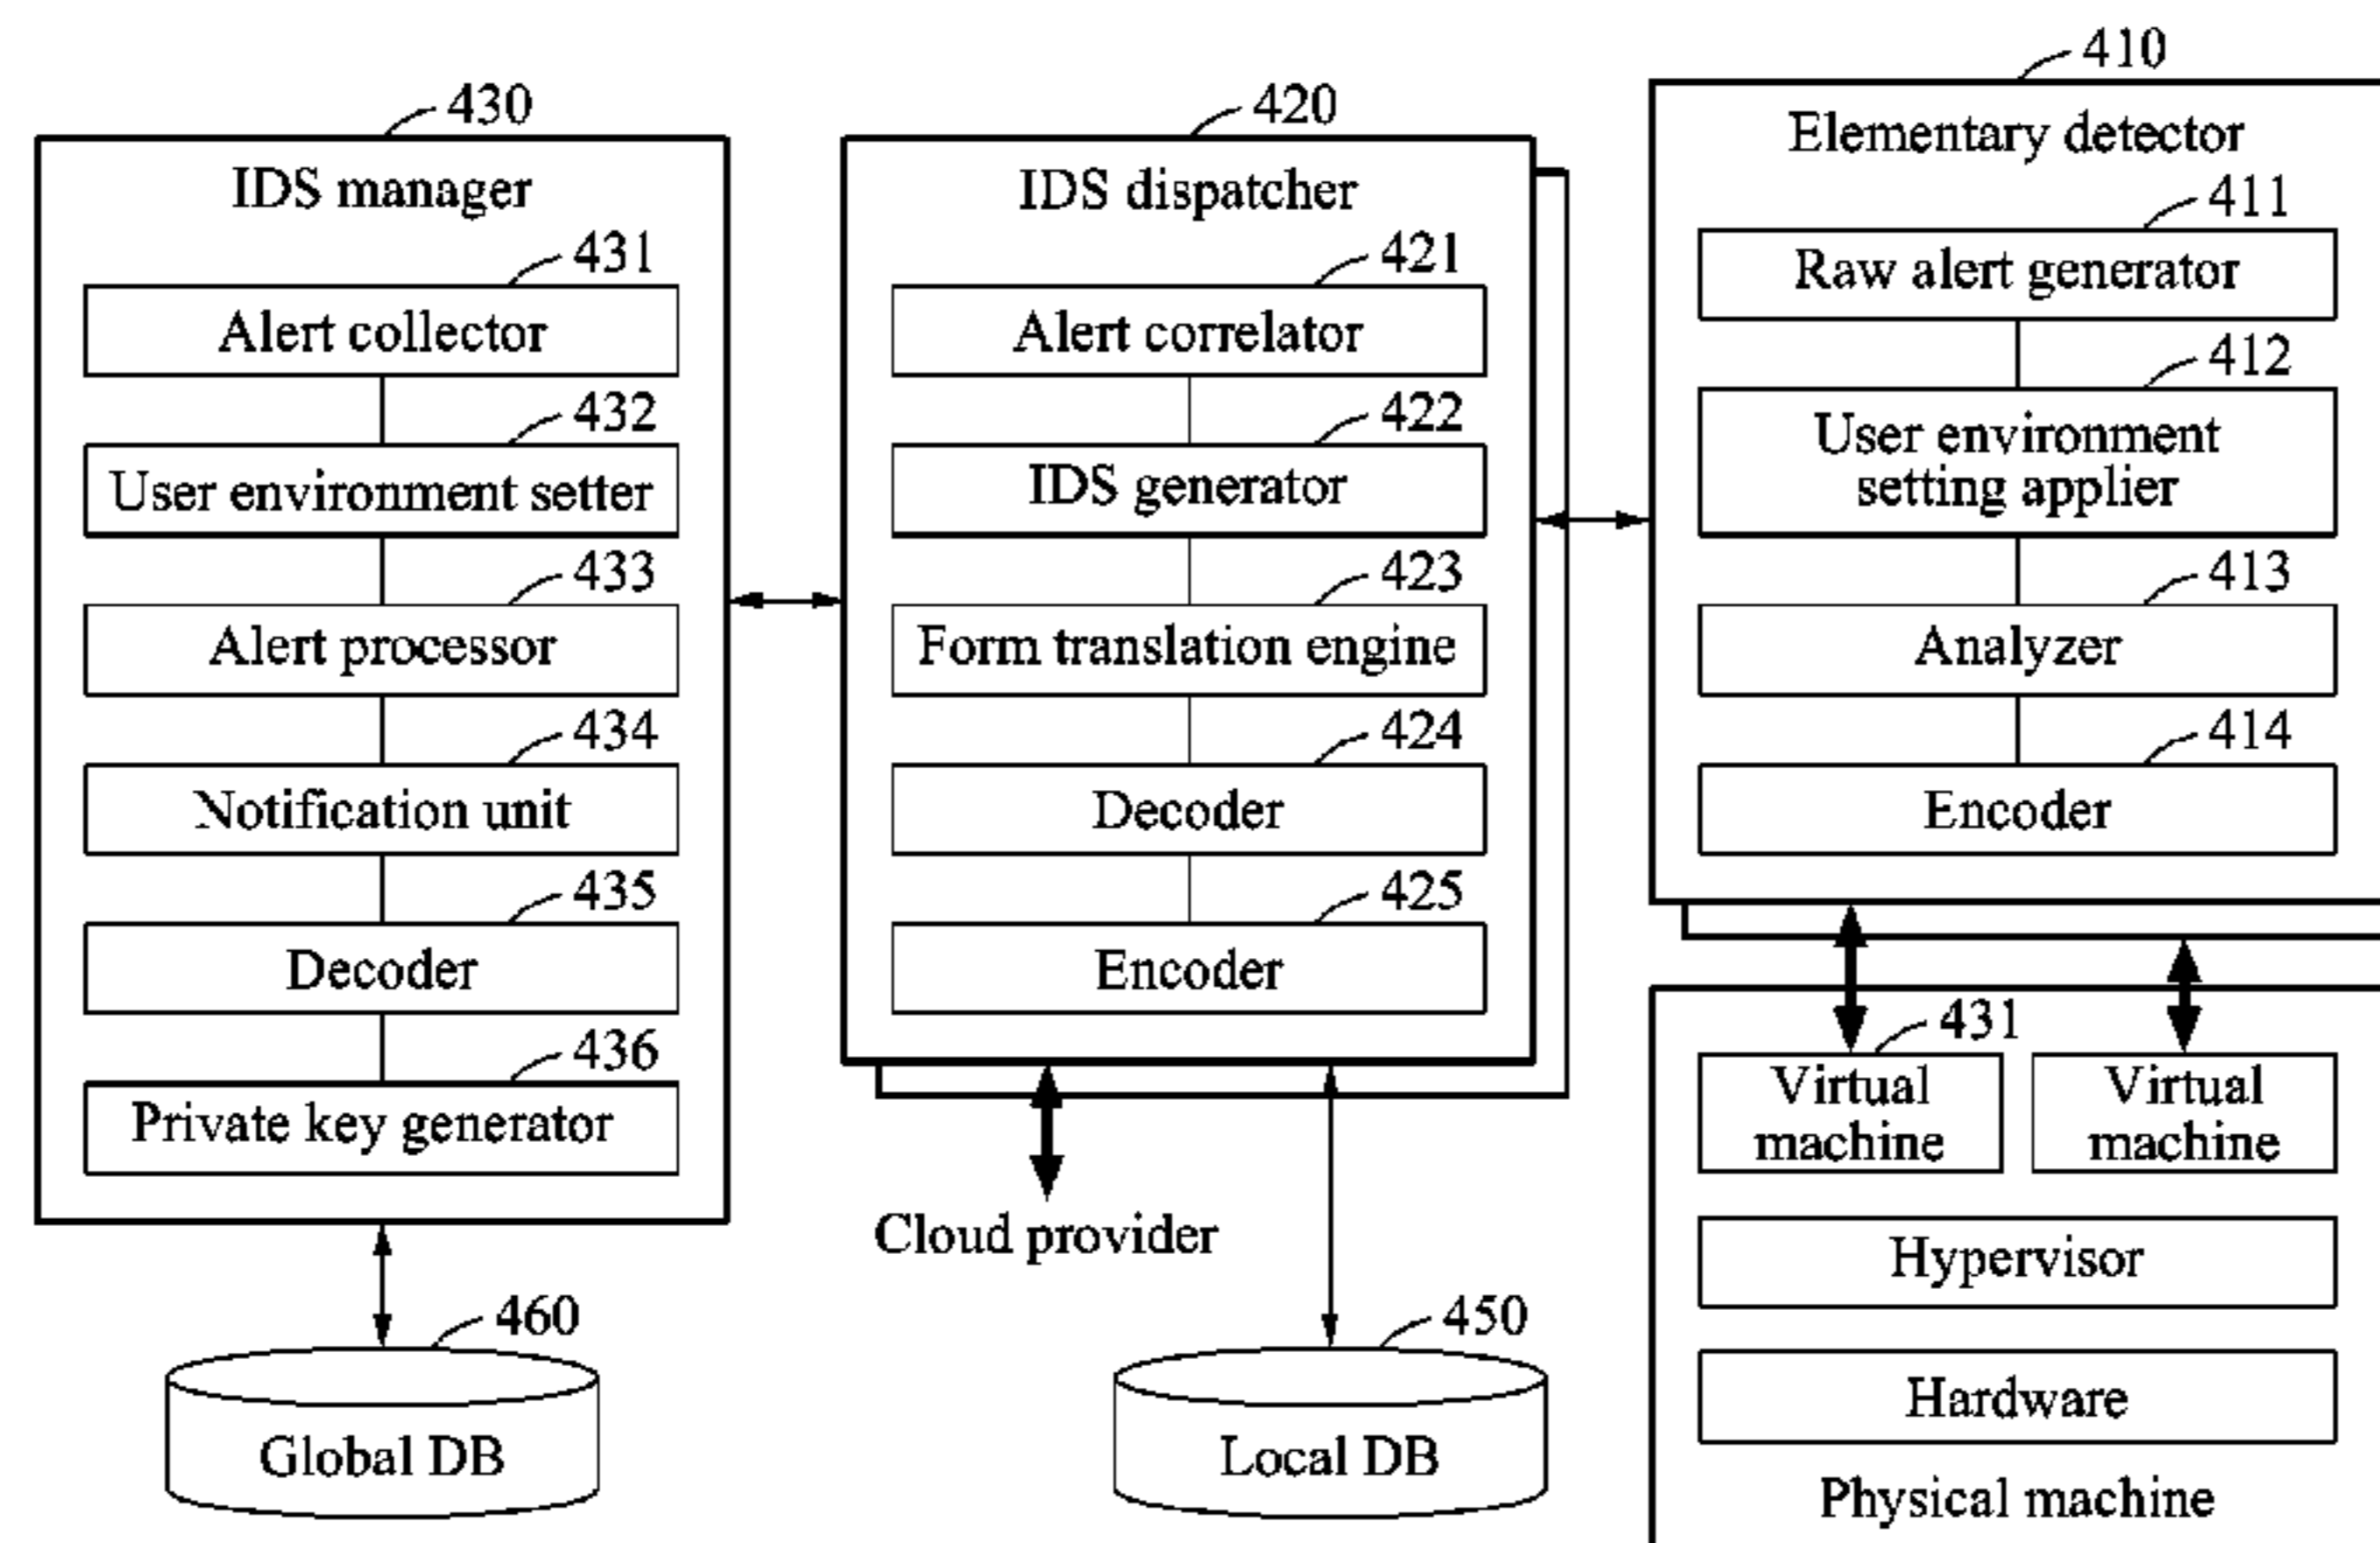 430
IDS manager
431
Alert collector
432
User environment setter
433
Alert processor
434
Notification unit
435
Decoder
436
Private key generator
460
Global DB
420
IDS dispatcher
421
Alert correlator
422
IDS generator
423
Form translation engine
424
Decoder
425
Encoder
Cloud provider
450
Local DB
410
Elementary detector
411
Raw alert generator
412
User environment
setting applier
413
Analyzer
414
Encoder
431
Virtual
machine
Virtual
machine
Hypervisor
Hardware
Physical machine